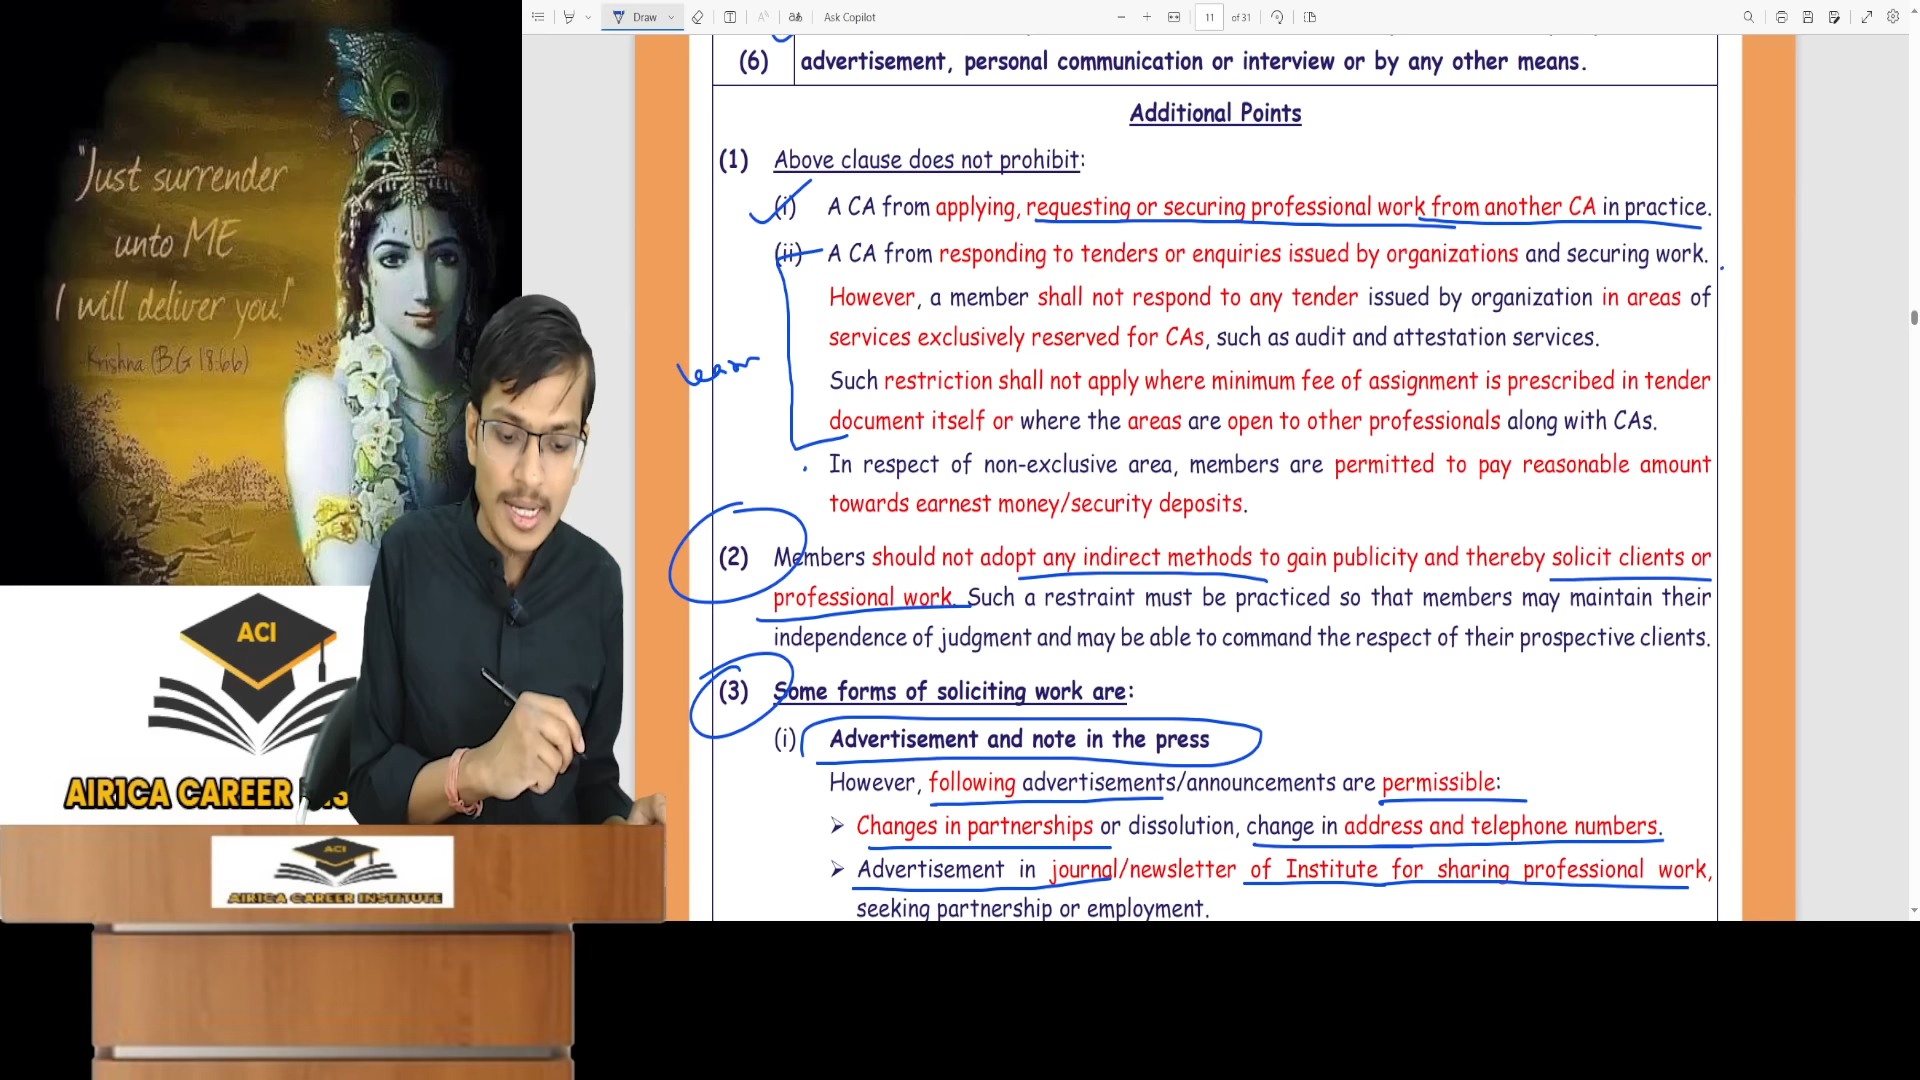 Draw
Ask Copilot
11
of 31
"Just surrender
unto ME
I will deliver you!"
-Krishna (B.G 18:66)
(6) advertisement, personal communication or interview or by any other means.
Additional Points
(1) Above clause does not prohibit:
(i) A CA from applying, requesting or securing professional work from another CA in practice.
(ii) A CA from responding to tenders or enquiries issued by organizations and securing work.
However, a member shall not respond to any tender issued by organization in areas of
services exclusively reserved for CAs, such as audit and attestation services.
learn
Such restriction shall not apply where minimum fee of assignment is prescribed in tender
document itself or where the areas are open to other professionals along with CAs.
In respect of non-exclusive area, members are permitted to pay reasonable amount
towards earnest money/security deposits.
(2) Members should not adopt any indirect methods to gain publicity and thereby solicit clients or
professional work. Such a restraint must be practiced so that members may maintain their
independence of judgment and may be able to command the respect of their prospective clients.
(3) Some forms of soliciting work are:
(i) Advertisement and note in the press
However, following advertisements/announcements are permissible:
➢ Changes in partnerships or dissolution, change in address and telephone numbers.
➢ Advertisement in journal/newsletter of Institute for sharing professional work,
seeking partnership or employment.
ACI
AIR1CA CAREER
ACI
AIR1CA CAREER INSTITUTE